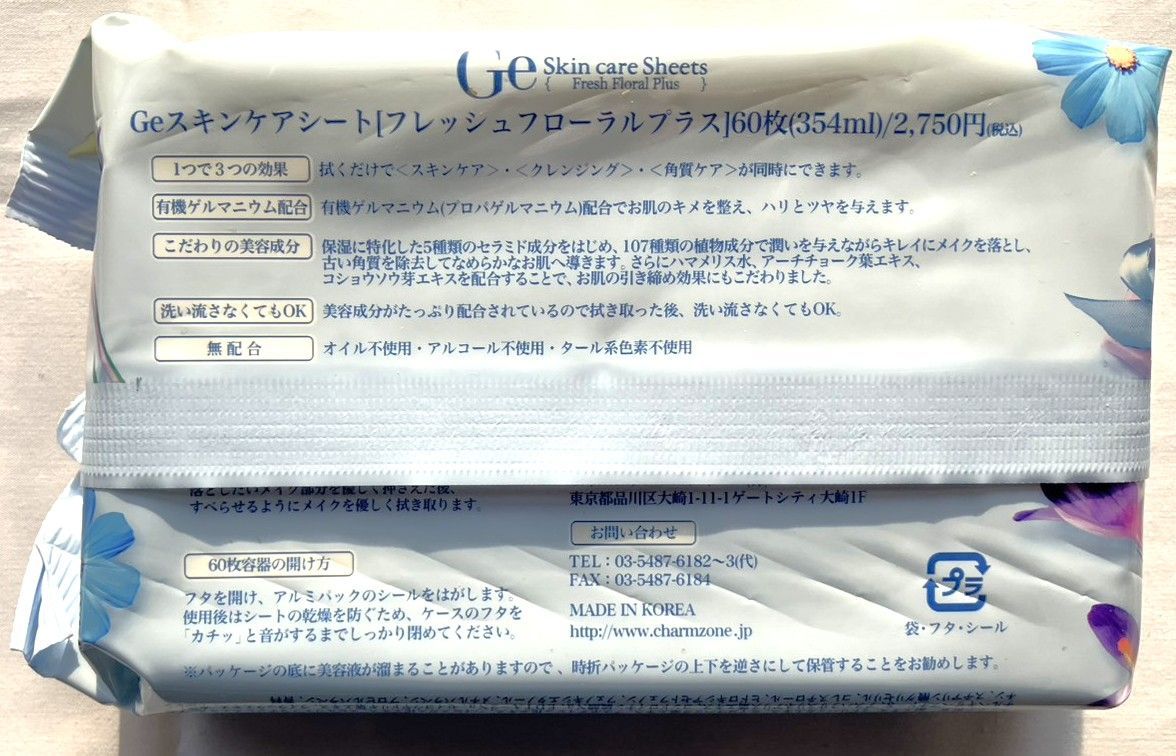 Ge Skin care Sheets
{ Fresh Floral Plus }
Geスキンケアシート[フレッシュフローラルプラス]60枚(354ml)/2,750円(税込)
1つで3つの効果 拭くだけで＜スキンケア＞・＜クレンジング＞・＜角質ケア＞が同時にできます。
有機ゲルマニウム配合 有機ゲルマニウム(プロパゲルマニウム)配合でお肌のキメを整え、ハリとツヤを与えます。
こだわりの美容成分 保湿に特化した5種類のセラミド成分をはじめ、107種類の植物成分で潤いを与えながらキレイにメイクを落とし、
古い角質を除去してなめらかなお肌へ導きます。さらにハマメリス水、アーチチョーク葉エキス、
コショウソウ芽エキスを配合することで、お肌の引き締め効果にもこだわりました。
洗い流さなくてもOK 美容成分がたっぷり配合されているので拭き取った後、洗い流さなくてもOK。
無配合 オイル不使用・アルコール不使用・タール系色素不使用
落としたいメイク部分を優しく押さえた後、
すべらせるようにメイクを優しく拭き取ります。
60枚容器の開け方
フタを開け、アルミパックのシールをはがします。
使用後はシートの乾燥を防ぐため、ケースのフタを
「カチッ」と音がするまでしっかり閉めてください。
東京都品川区大崎1-11-1ゲートシティ大崎1F
お問い合わせ
TEL：03-5487-6182～3(代)
FAX：03-5487-6184
MADE IN KOREA
http://www.charmzone.jp
プラ
袋・フタ・シール
※パッケージの底に美容液が溜まることがありますので、時折パッケージの上下を逆さにして保管することをお勧めします。